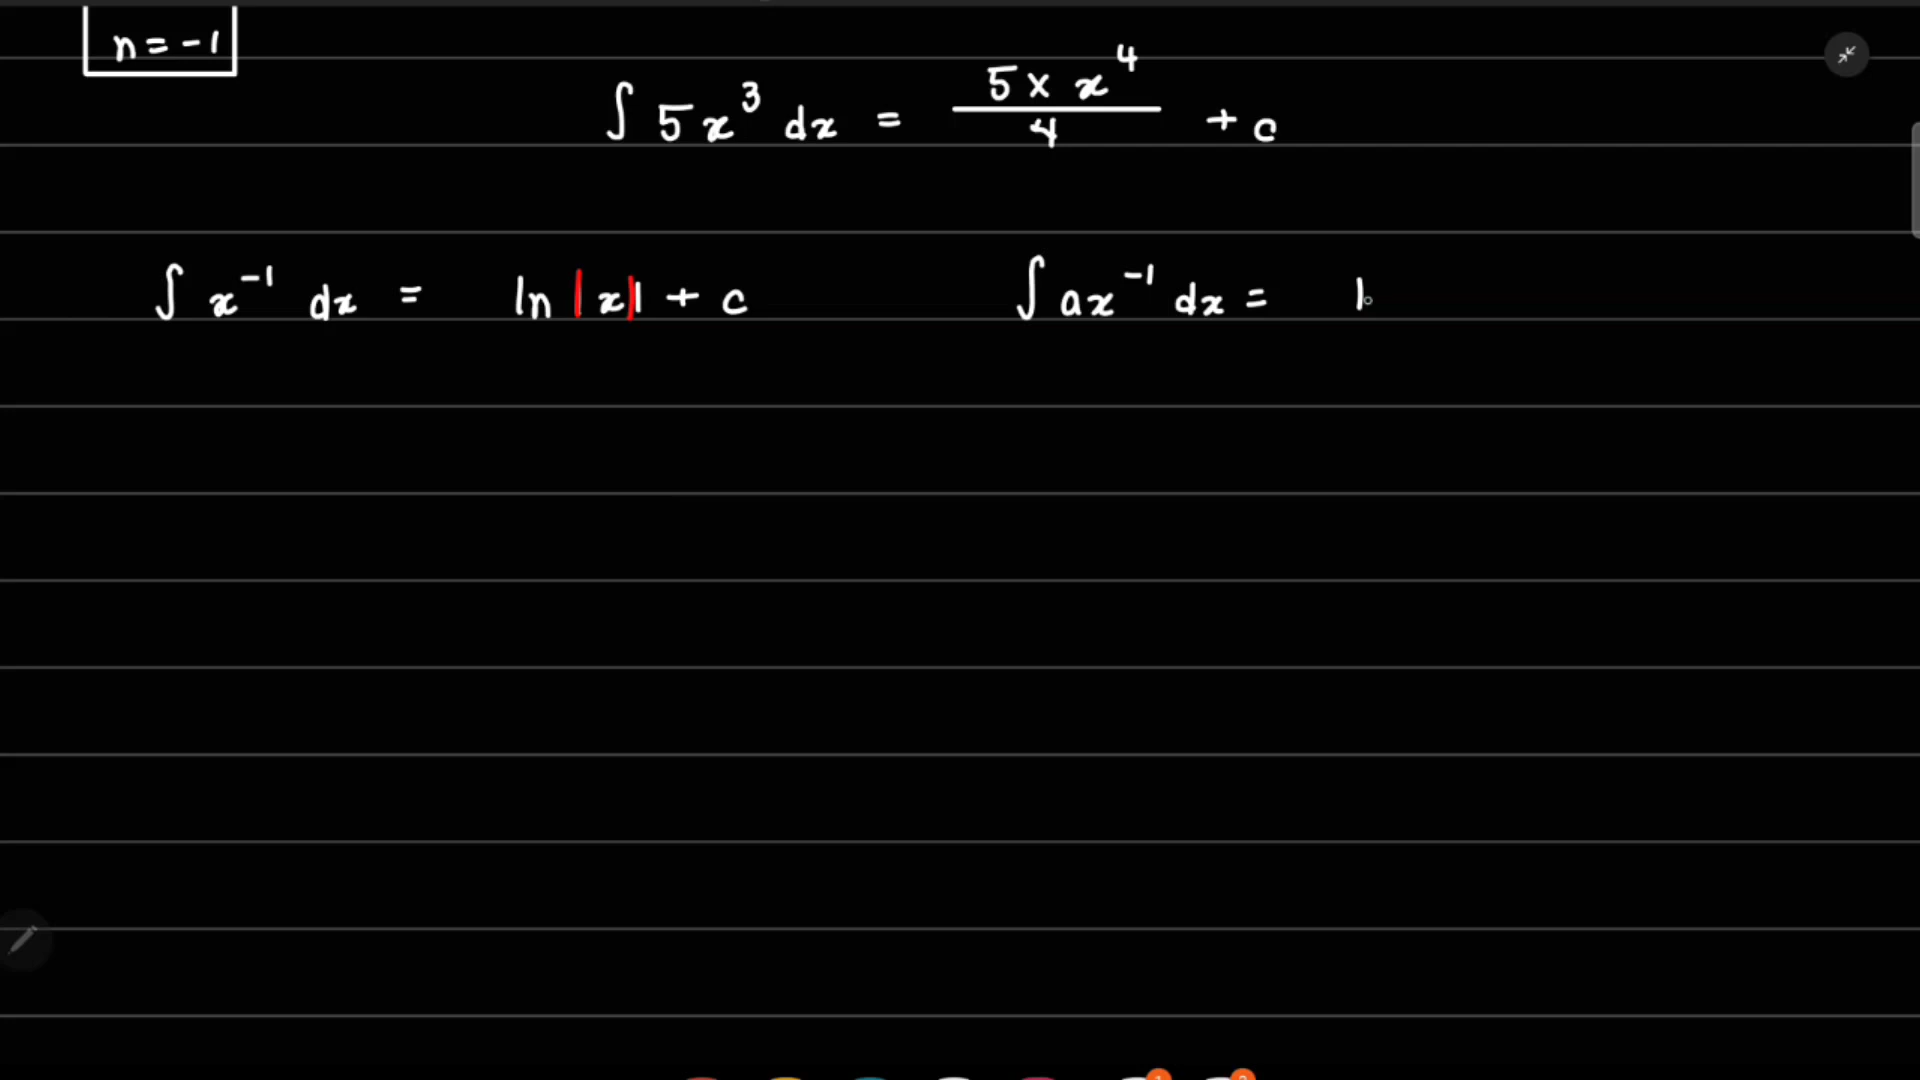 n = -1
∫ 5x³ dx = 5 × x⁴ / 4 + c
∫ x⁻¹ dx = ln |x| + c
∫ ax⁻¹ dx = l